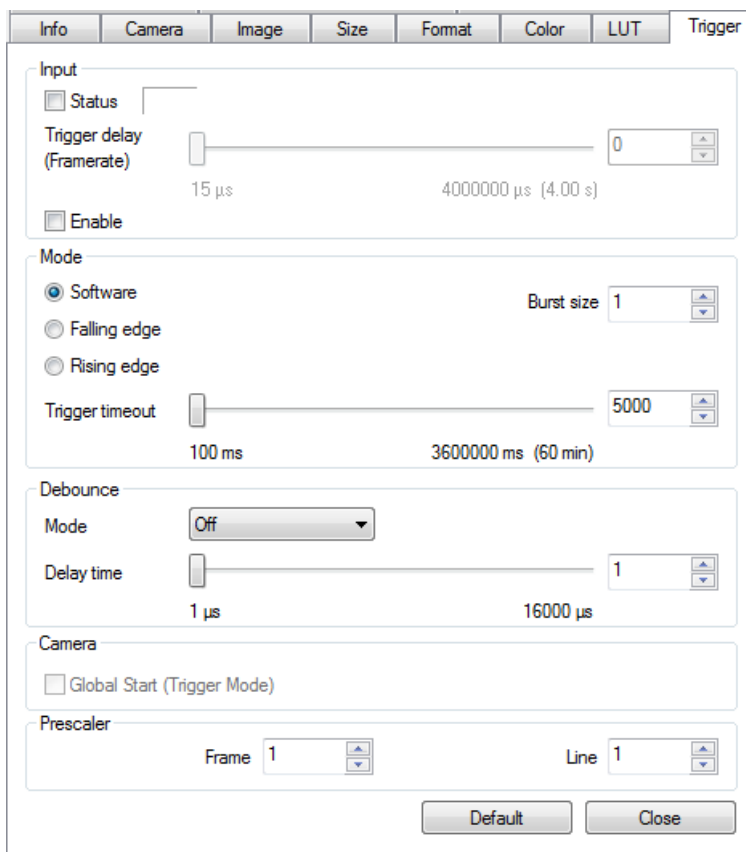 Info Camera Image Size Format Color LUT Trigger
Input
Status
Trigger delay
(Framerate)
0
15 µs 4000000 µs (4.00 s)
Enable
Mode
Software
Burst size 1
Falling edge
Rising edge
Trigger timeout 5000
100 ms 3600000 ms (60 min)
Debounce
Mode Off
Delay time 1
1 µs 16000 µs
Camera
Global Start (Trigger Mode)
Prescaler
Frame 1 Line 1
Default Close